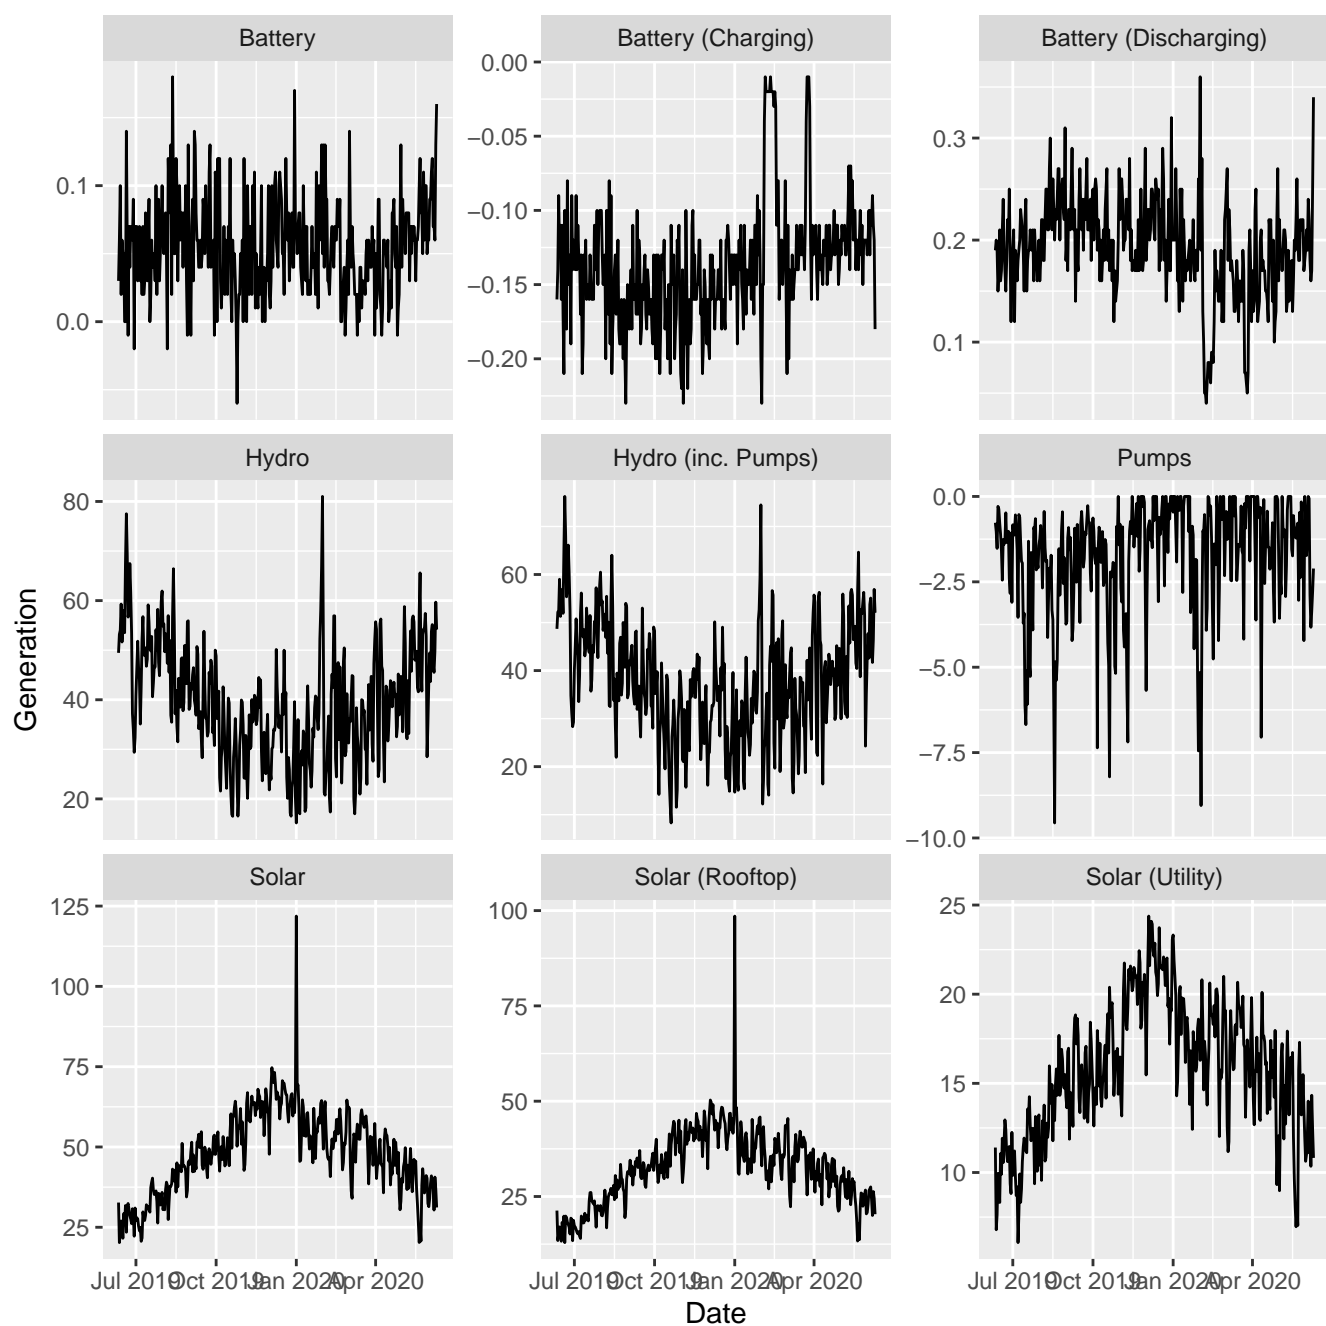 Battery
Battery (Charging)
Battery (Discharging)
0.1
0.0
0.00
−0.05
−0.10
−0.15
−0.20
0.3
0.2
0.1
Hydro
Hydro (inc. Pumps)
Pumps
80
60
40
20
60
40
20
0.0
−2.5
−5.0
−7.5
−10.0
Generation
Solar
Solar (Rooftop)
Solar (Utility)
125
100
75
50
25
100
75
50
25
25
20
15
10
Jul 2019 Oct 2019 Jan 2020 Apr 2020
Jul 2019 Oct 2019 Jan 2020 Apr 2020
Jul 2019 Oct 2019 Jan 2020 Apr 2020
Date